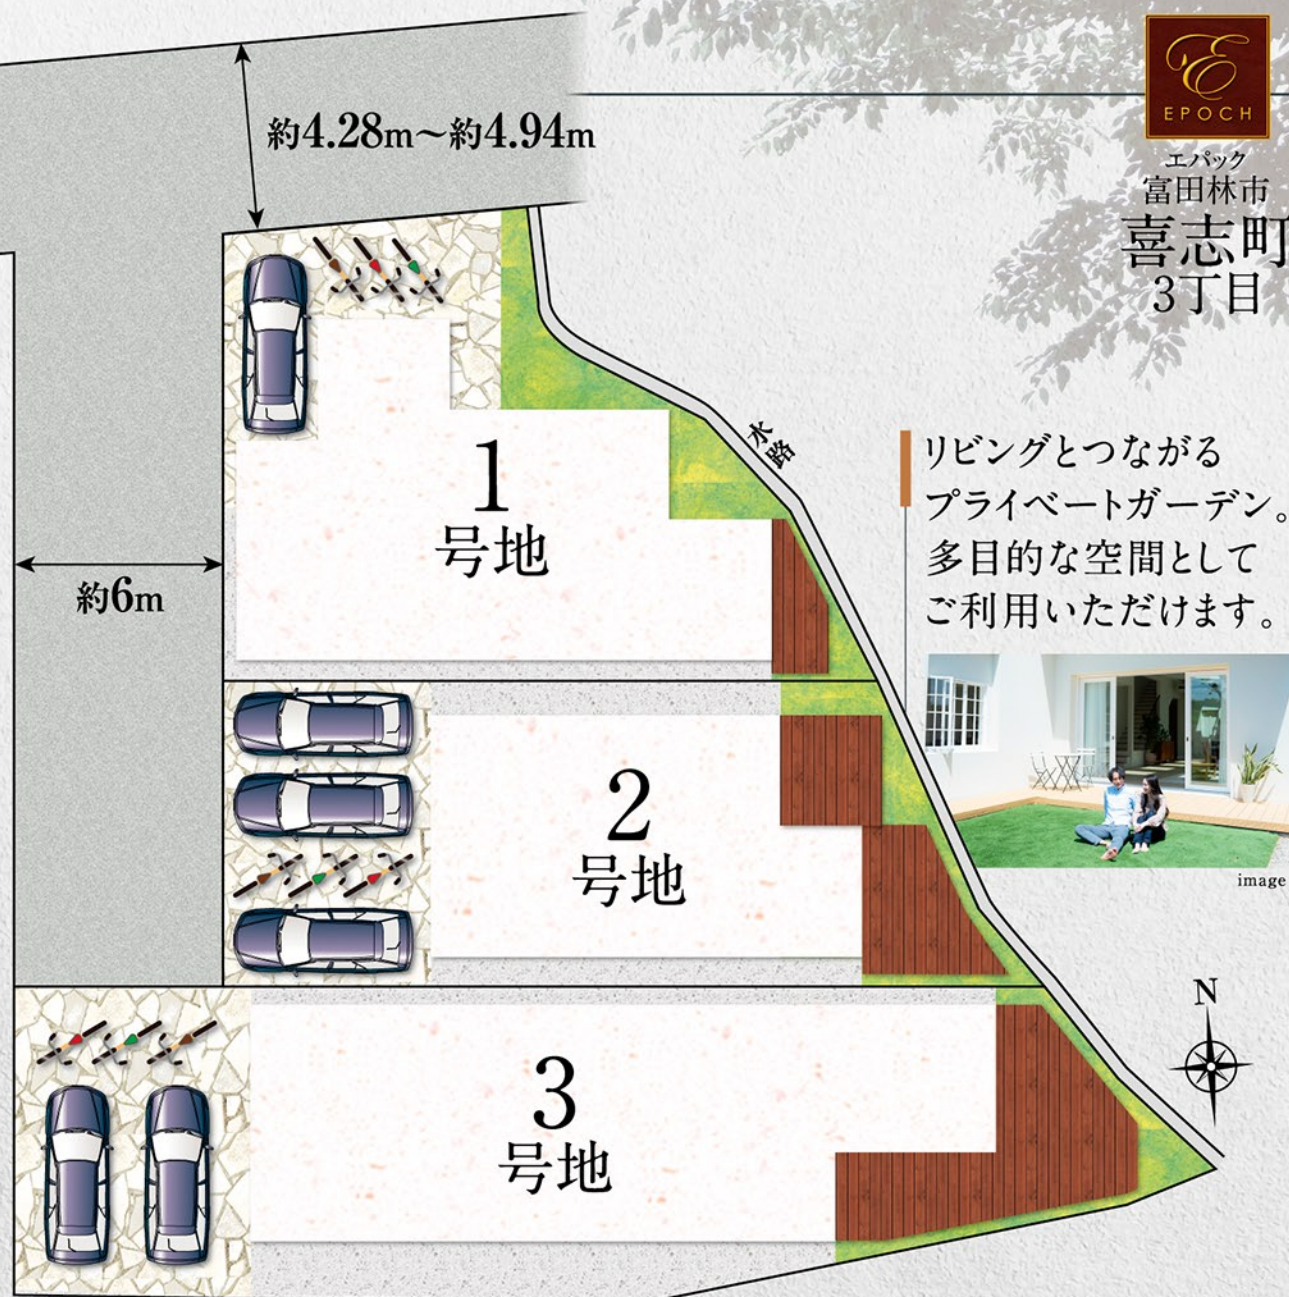 約4.28m～約4.94m
E
EPOCH
エパック
富田林市
喜志町
3丁目
水路
1
号地
約6m
リビングとつながる
プライベートガーデン。
多目的な空間として
ご利用いただけます。
image
2
号地
N
3
号地